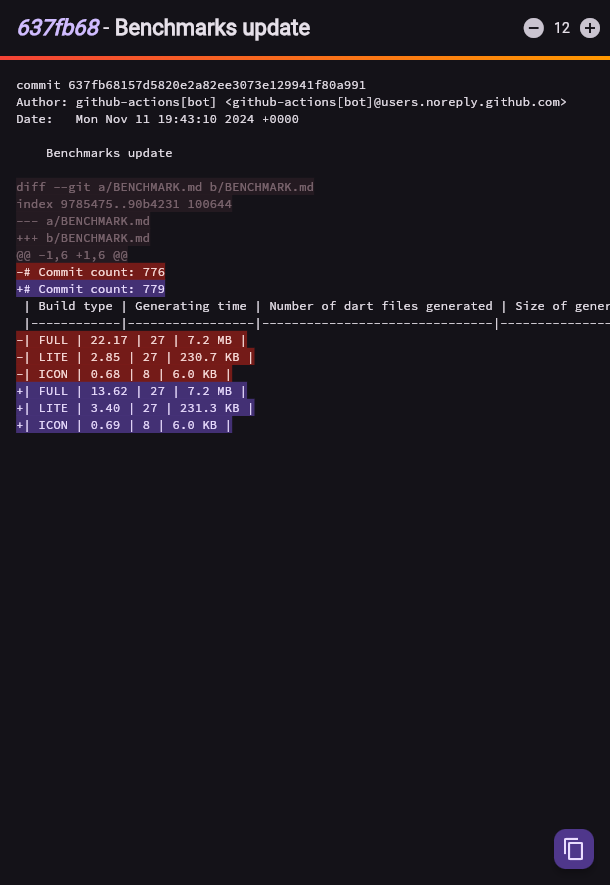 637fb68 - Benchmarks update
12
commit 637fb68157d5820e2a82ee3073e129941f80a991
Author: github-actions[bot] <github-actions[bot]@users.noreply.github.com>
Date:   Mon Nov 11 19:43:10 2024 +0000
Benchmarks update
diff --git a/BENCHMARK.md b/BENCHMARK.md
index 9785475..90b4231 100644
--- a/BENCHMARK.md
+++ b/BENCHMARK.md
@@ -1,6 +1,6 @@
-# Commit count: 776
+# Commit count: 779
| Build type | Generating time | Number of dart files generated | Size of gener
|------------|-----------------|-------------------------------|---------------
-| FULL | 22.17 | 27 | 7.2 MB |
-| LITE | 2.85 | 27 | 230.7 KB |
-| ICON | 0.68 | 8 | 6.0 KB |
+| FULL | 13.62 | 27 | 7.2 MB |
+| LITE | 3.40 | 27 | 231.3 KB |
+| ICON | 0.69 | 8 | 6.0 KB |